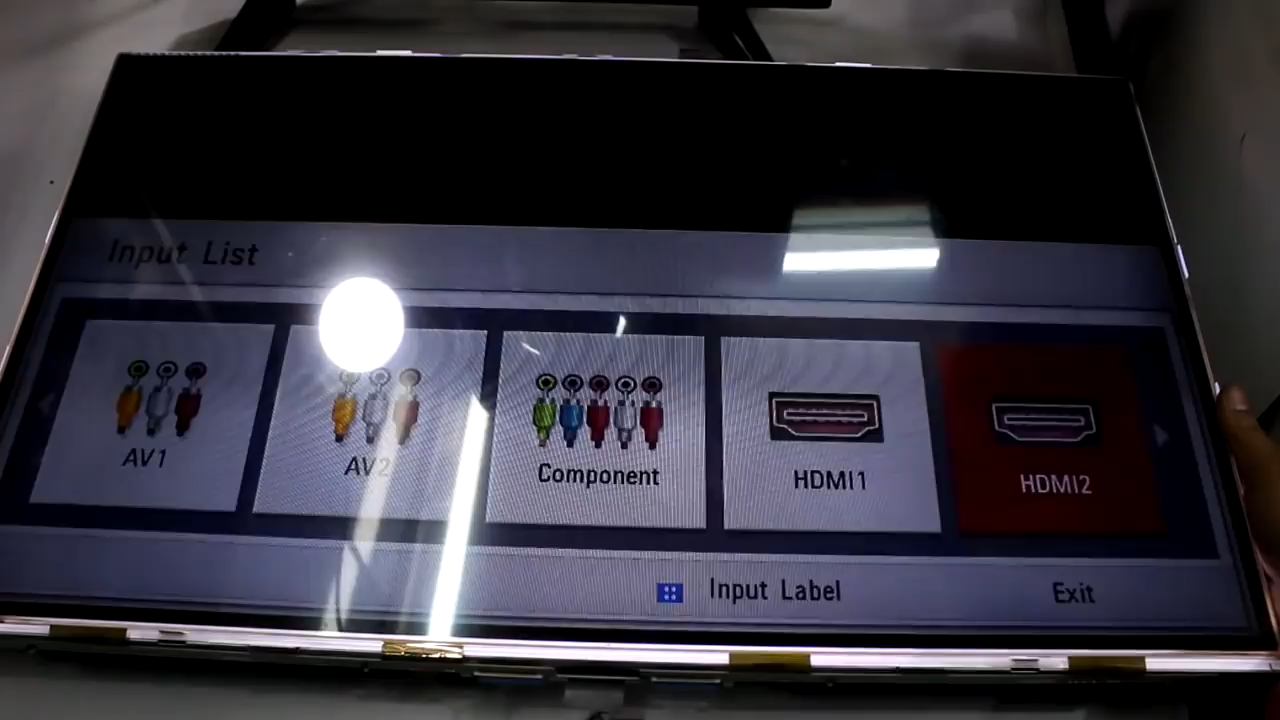 Input List
AV1
AV2
Component
HDMI1
HDMI2
Input Label
Exit